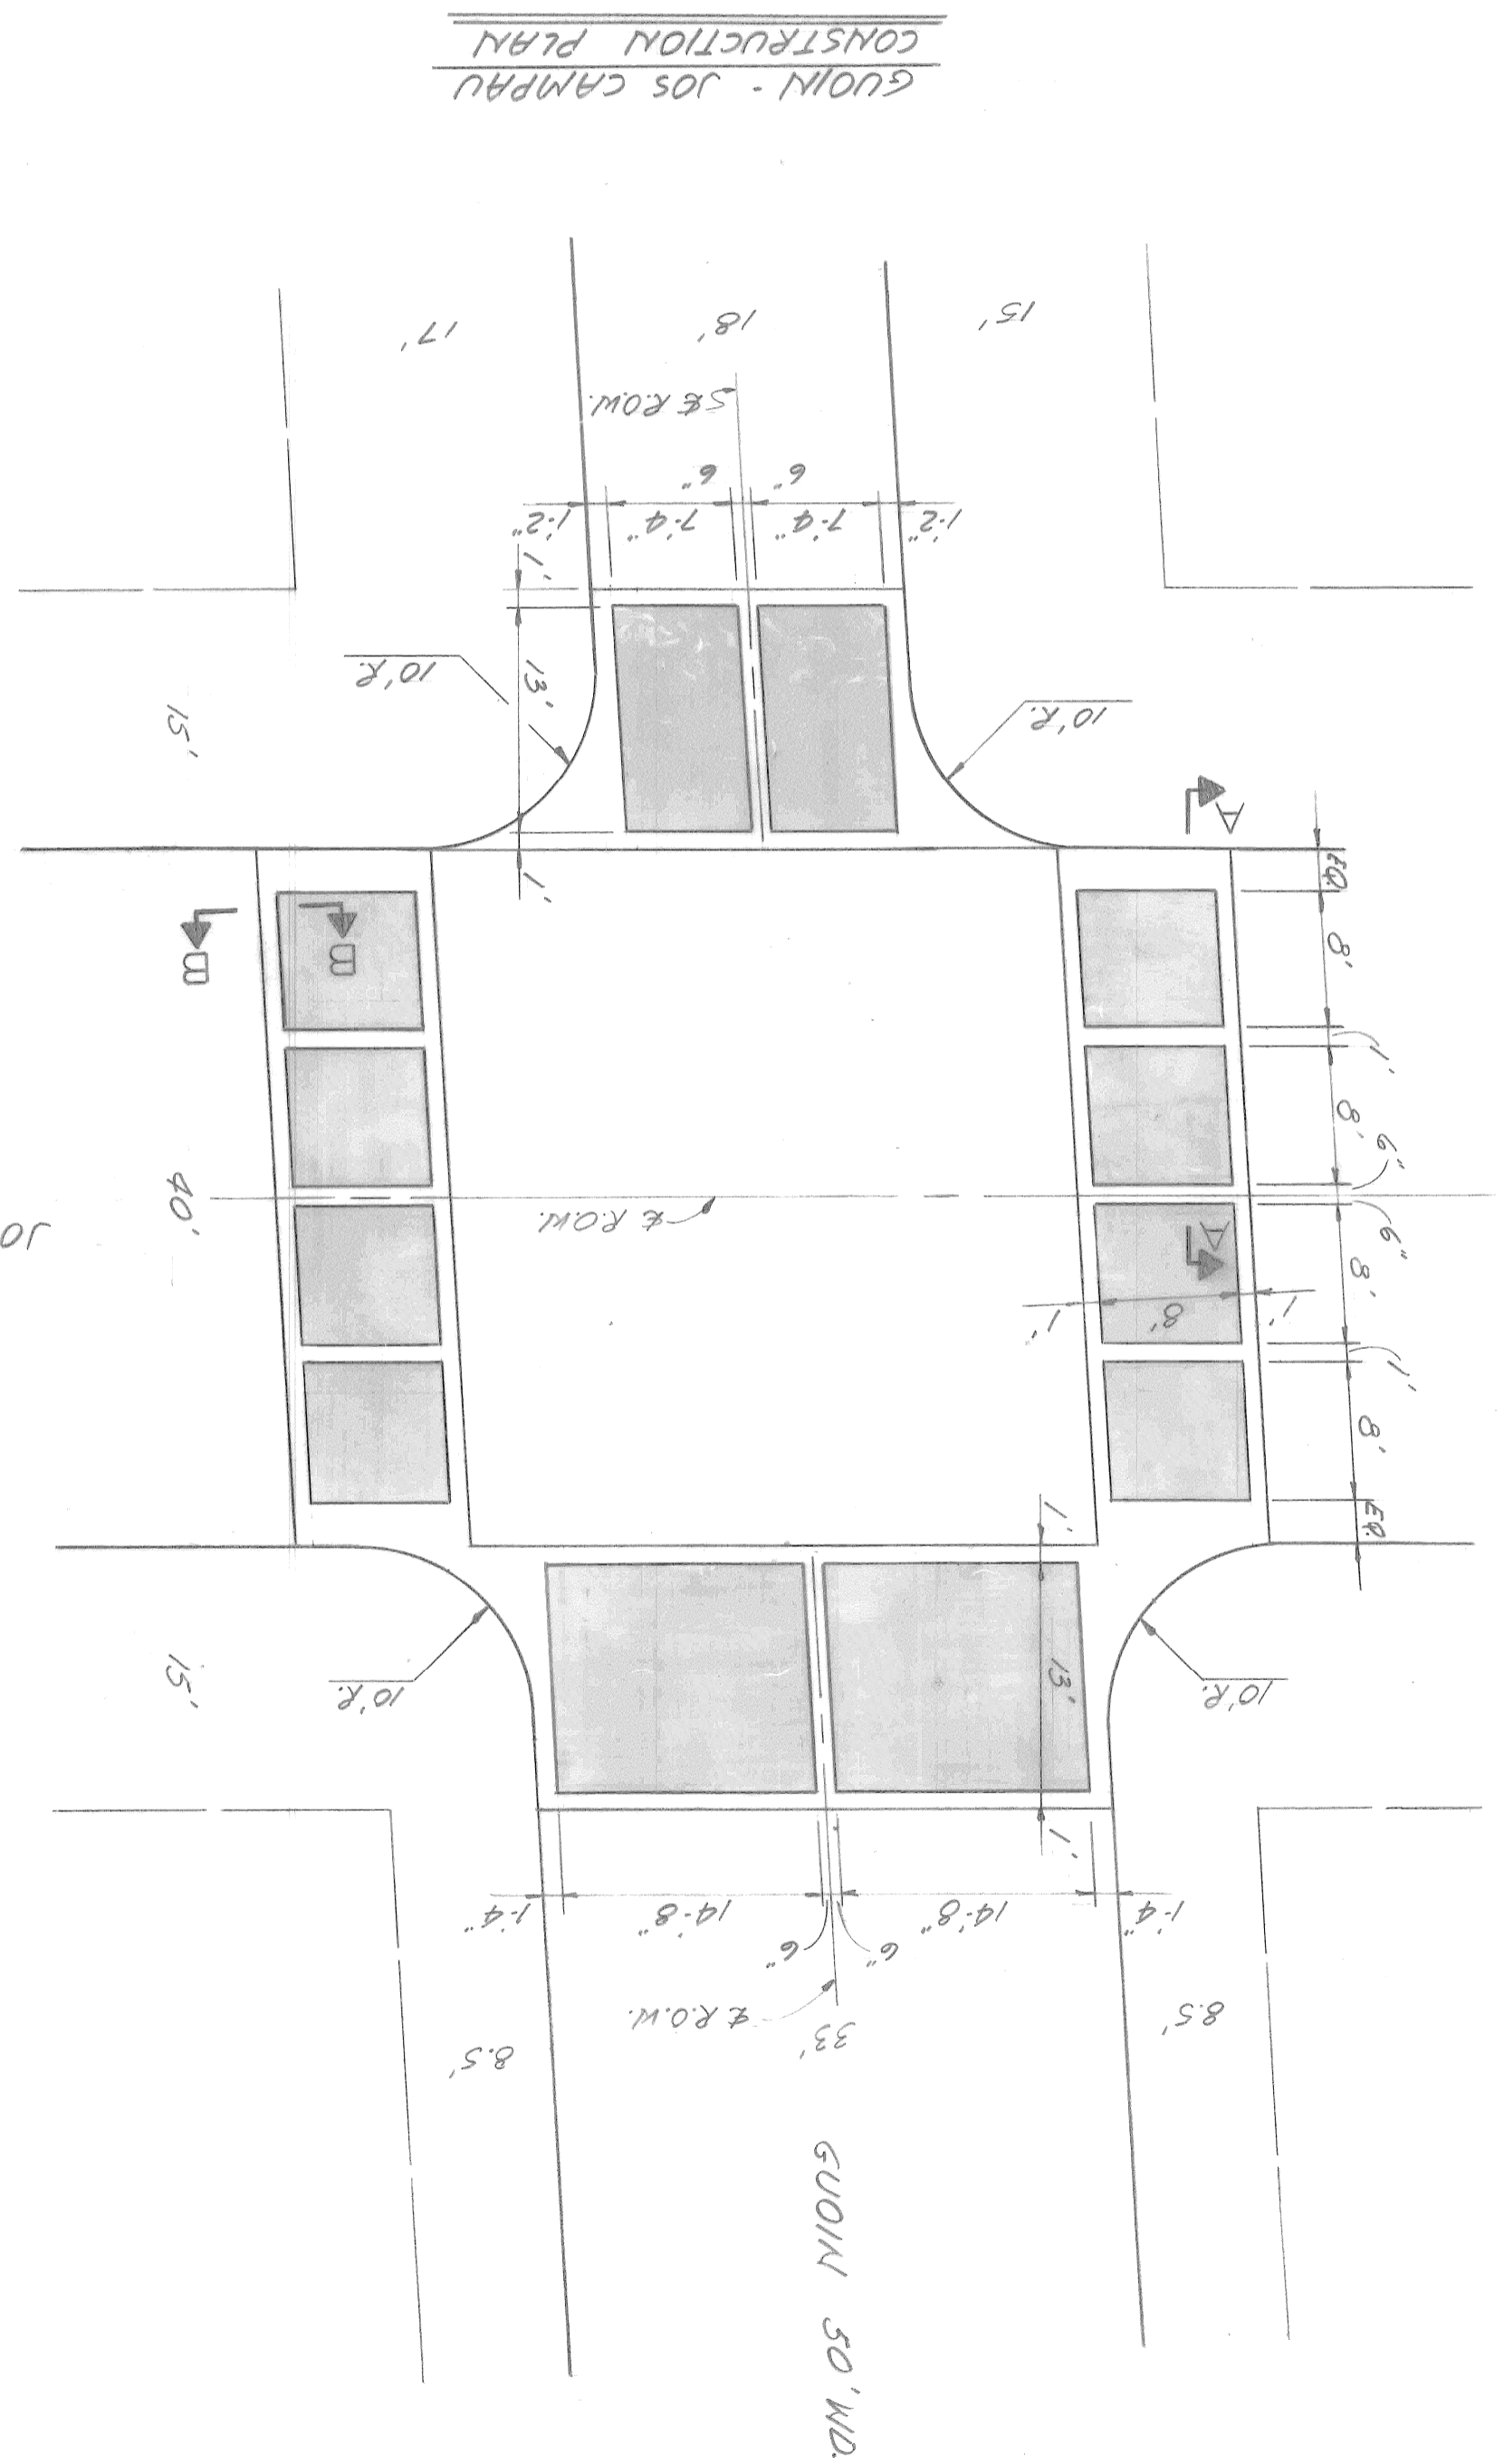 GUOIN 50' WD.
33'
8.5'
8.5'
℄ R.O.W.
6"
6"
1'-4"
14'-8"
14'-8"
1'-4"
1'
13'
1'
10'R.
10'R.
15'
EQ.
8'
1'
8'
6"
6"
8'
1'
8'
EQ.
1'
8'
1'
A
A
℄ R.O.W.
40'
JO
B
B
10'R.
10'R.
15'
1'
13'
1'
1'-2"
7'-4"
7'-4"
1'-2"
6"
6"
S℄ R.O.W.
15'
18'
17'
GUOIN - JOS CAMPAU
CONSTRUCTION PLAN